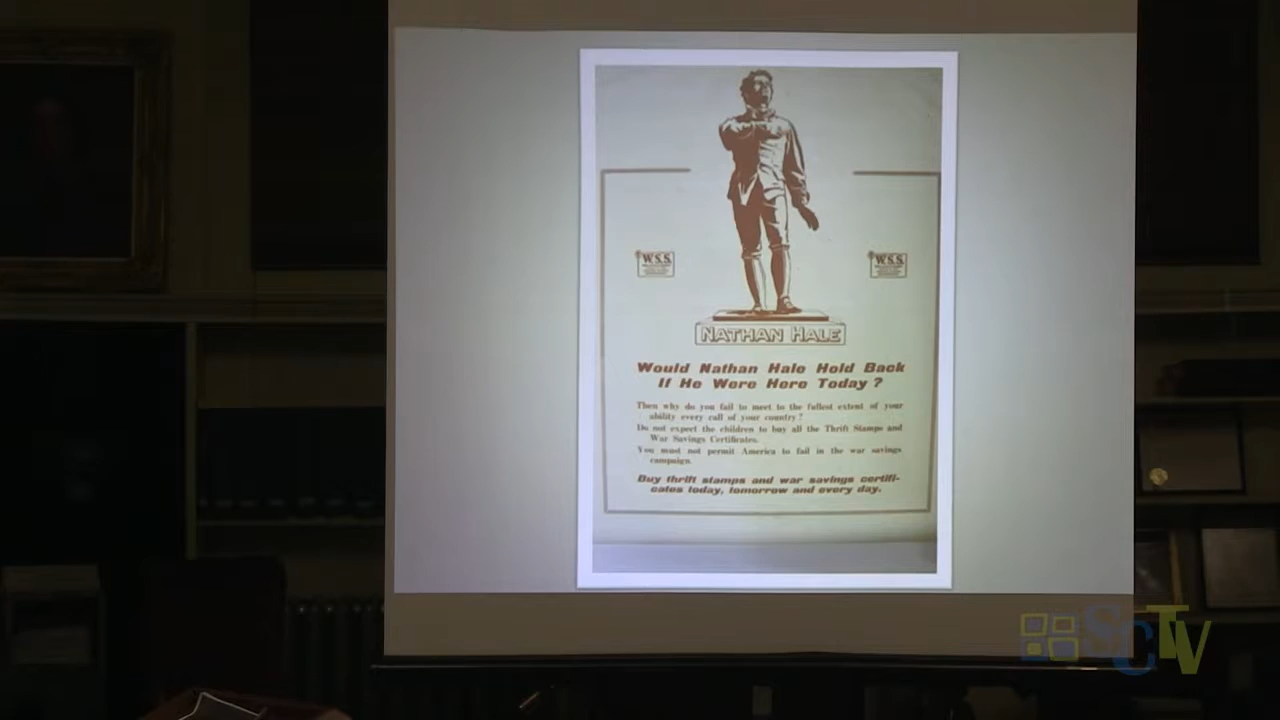 W.S.S.
W.S.S.
NATHAN HALE
Would Nathan Hale Hold Back
If He Were Here Today?
Then why do you fail to meet to the fullest extent of your
ability every call of your country?
Do not expect the children to buy all the Thrift Stamps and
War Savings Certificates.
You must not permit America to fail in the war savings
campaign.
Buy thrift stamps and war savings certifi-
cates today, tomorrow and every day.
SCTV